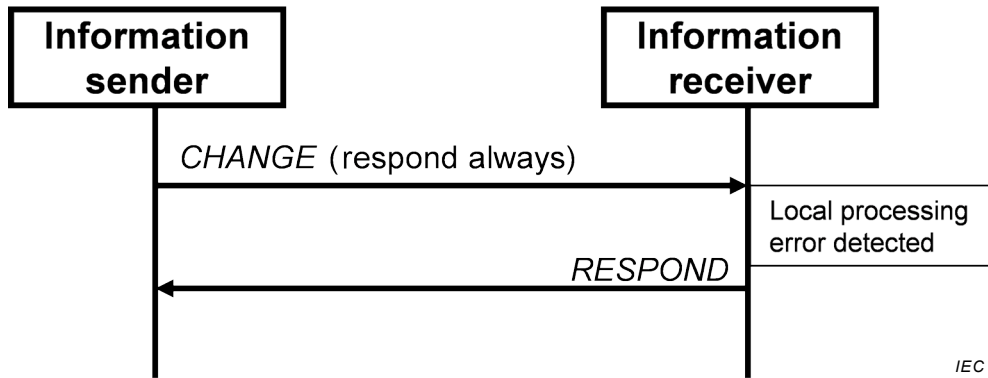 Information
sender
Information
receiver
CHANGE (respond always)
Local processing
error detected
RESPOND
IEC